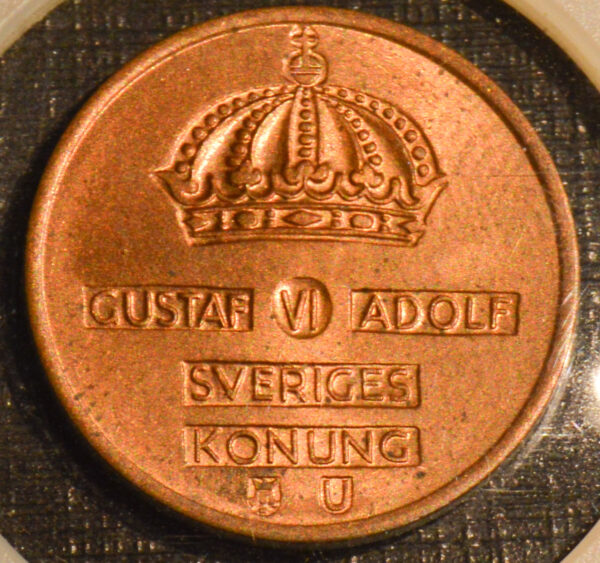 GUSTAF VI ADOLF
SVERIGES
KONUNG
U